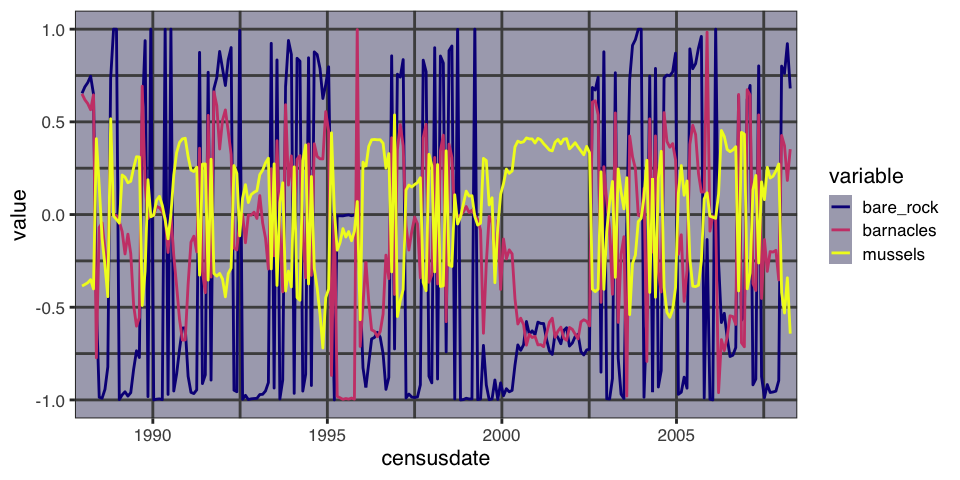 1.0
0.5
0.0
-0.5
-1.0
value
1990
1995
2000
2005
censusdate
variable
bare_rock
barnacles
mussels